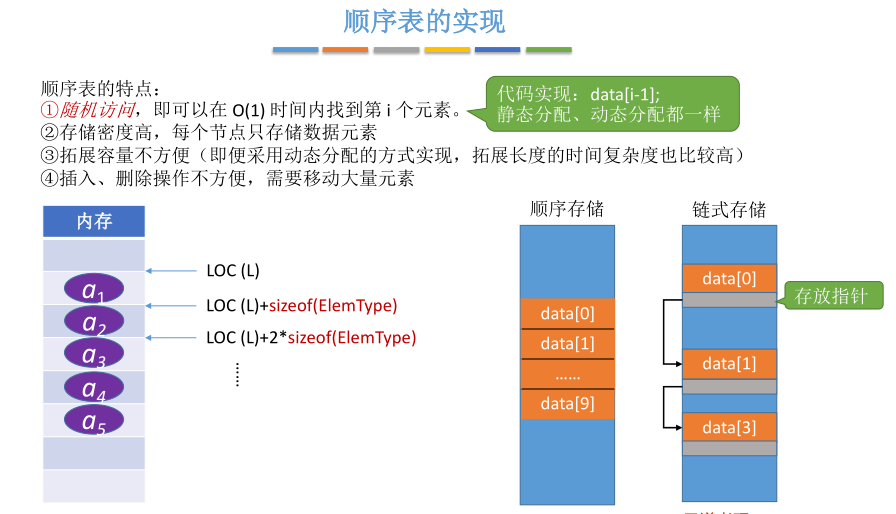 顺序表的实现
顺序表的特点：
①随机访问，即可以在 O(1) 时间内找到第 i 个元素。
代码实现：data[i-1];
静态分配、动态分配都一样
②存储密度高，每个节点只存储数据元素
③拓展容量不方便（即便采用动态分配的方式实现，拓展长度的时间复杂度也比较高）
④插入、删除操作不方便，需要移动大量元素
内存
LOC (L)
a1
LOC (L)+sizeof(ElemType)
a2
LOC (L)+2*sizeof(ElemType)
a3
a4
a5
顺序存储
data[0]
data[1]
……
data[9]
链式存储
data[0]
存放指针
data[1]
data[3]